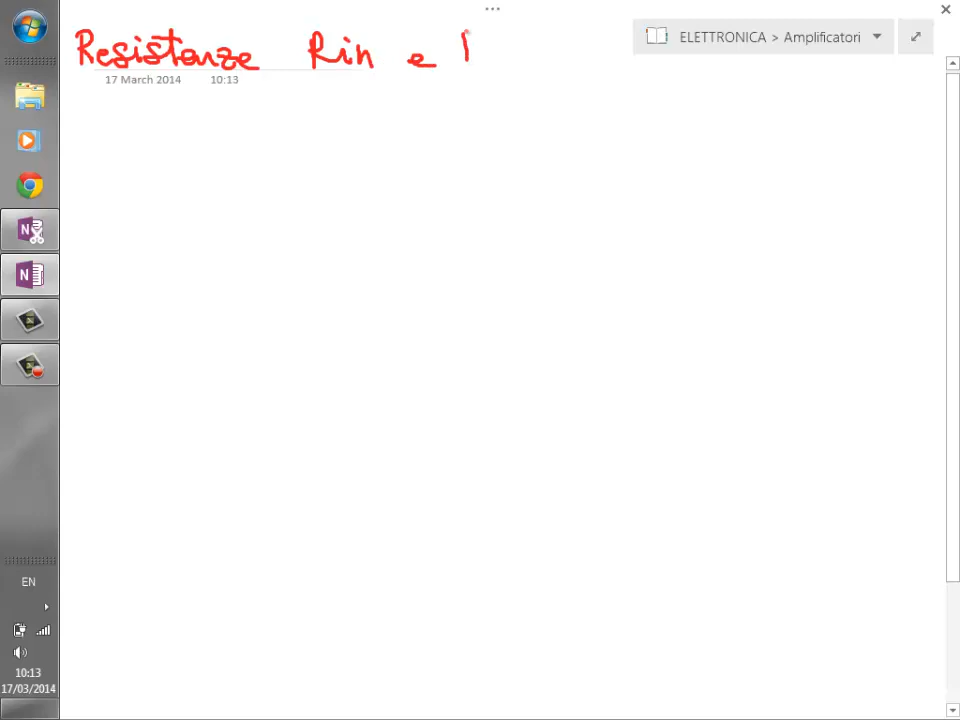 ELETTRONICA > Amplificatori
Resistenze Rin e
17 March 2014 10:13
EN
10:13
17/03/2014